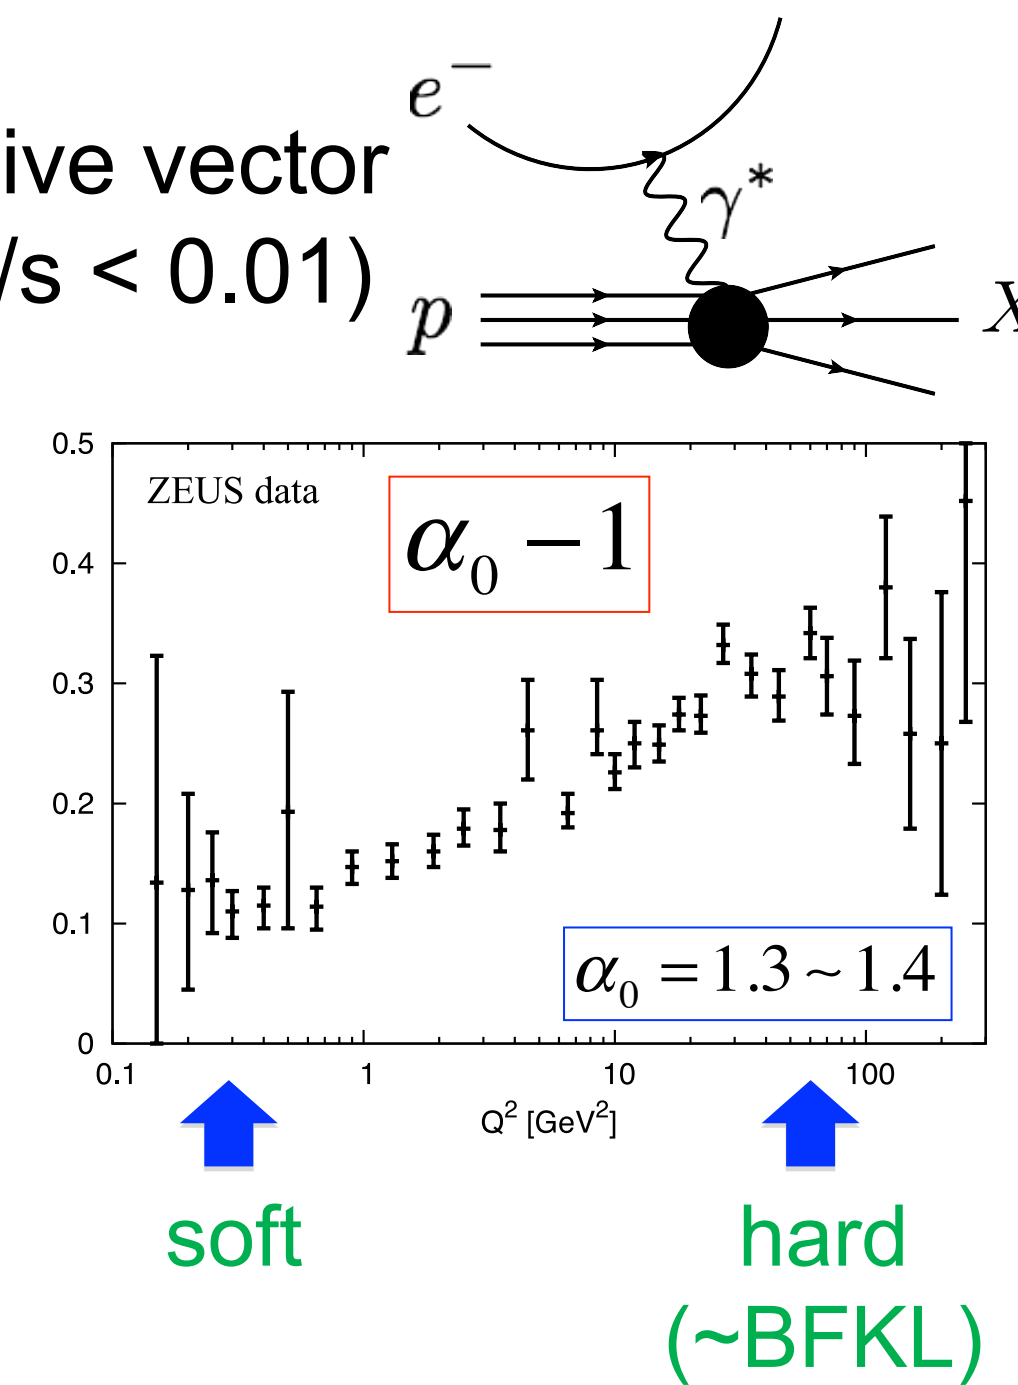 e⁻
ive vector
γ*
/s < 0.01)
p
X
0.5
ZEUS data
α₀ − 1
0.4
0.3
0.2
0.1
α₀ = 1.3 ~ 1.4
0
0.1 1 10 100
Q² [GeV²]
soft hard
(~BFKL)